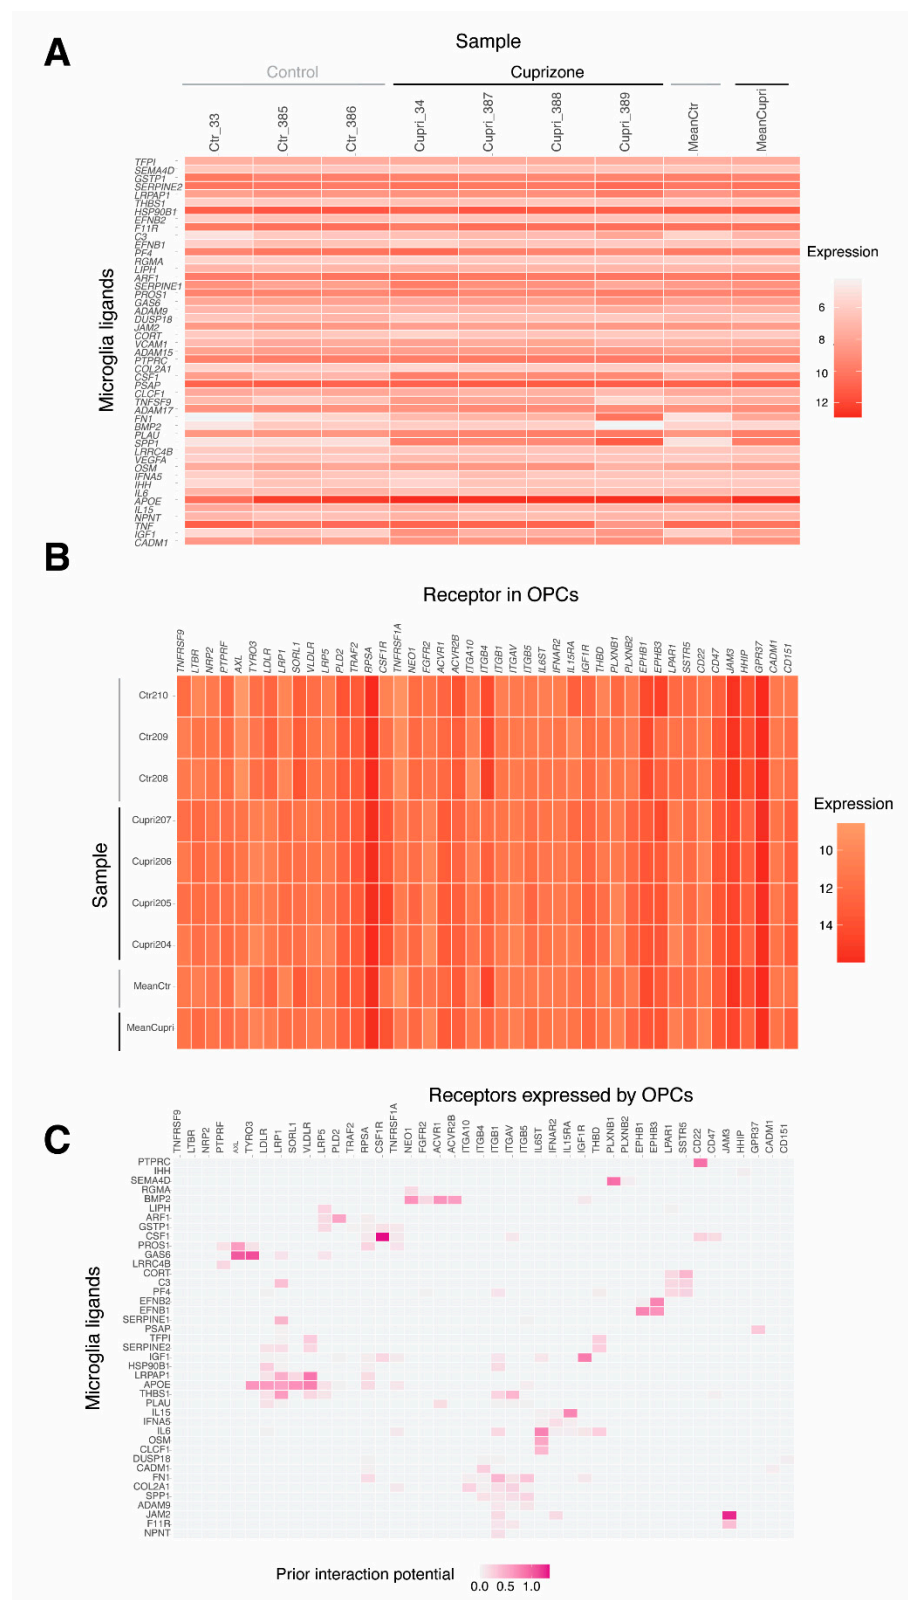 A
Sample
Control
Cuprizone
Ctr_33
Ctr_385
Ctr_386
Cupri_34
Cupri_387
Cupri_388
Cupri_389
MeanCtr
MeanCupri
Microglia ligands
TFPI
SEMA4D
GSTP1
SERPINE2
LRPAP1
THBS1
HSP90B1
EFNB2
F11R
C3
EFNB1
PF4
RGMA
LIPH
ARF1
SERPINE1
PROS1
GAS6
ADAM9
DUSP18
JAM2
CORT
VCAM1
ADAM15
PTPRC
COL2A1
CSF1
PSAP
CLCF1
TNFSF9
ADAM17
FN1
BMP2
PLAU
SPP1
LRRC4B
VEGFA
OSM
IFNA5
IHH
IL6
APOE
IL15
NPNT
TNF
IGF1
CADM1
Expression
6
8
10
12
B
Receptor in OPCs
TNFRSF9
LTBR
NRP2
PTPRF
AXL
TYRO3
LDLR
LRP1
SORL1
VLDLR
LRP5
PLD2
TRAF2
RPSA
CSF1R
TNFRSF1A
NEO1
FGFR2
ACVR1
ACVR2B
ITGA10
ITGB4
ITGB1
ITGAV
ITGB5
IL6ST
IFNAR2
IL15RA
IGF1R
THBD
PLXNB1
PLXNB2
EPHB1
EPHB3
LPAR1
SSTR5
CD22
CD47
JAM3
HHIP
GPR37
CADM1
CD151
Sample
Ctr210
Ctr209
Ctr208
Cupri207
Cupri206
Cupri205
Cupri204
MeanCtr
MeanCupri
Expression
10
12
14
C
Receptors expressed by OPCs
TNFRSF9
LTBR
NRP2
PTPRF
AXL
TYRO3
LDLR
LRP1
SORL1
VLDLR
LRP5
PLD2
TRAF2
RPSA
CSF1R
TNFRSF1A
NEO1
FGFR2
ACVR1
ACVR2B
ITGA10
ITGB4
ITGB1
ITGAV
ITGB5
IL6ST
IFNAR2
IL15RA
IGF1R
THBD
PLXNB1
PLXNB2
EPHB1
EPHB3
LPAR1
SSTR5
CD22
CD47
JAM3
HHIP
GPR37
CADM1
CD151
Microglia ligands
PTPRC
IHH
SEMA4D
RGMA
BMP2
LIPH
ARF1
GSTP1
CSF1
PROS1
GAS6
LRRC4B
CORT
C3
PF4
EFNB2
EFNB1
SERPINE1
PSAP
TFPI
SERPINE2
IGF1
HSP90B1
LRPAP1
APOE
THBS1
PLAU
IL15
IFNA5
IL6
OSM
CLCF1
DUSP18
CADM1
FN1
COL2A1
SPP1
ADAM9
JAM2
F11R
NPNT
Prior interaction potential
0.0 0.5 1.0